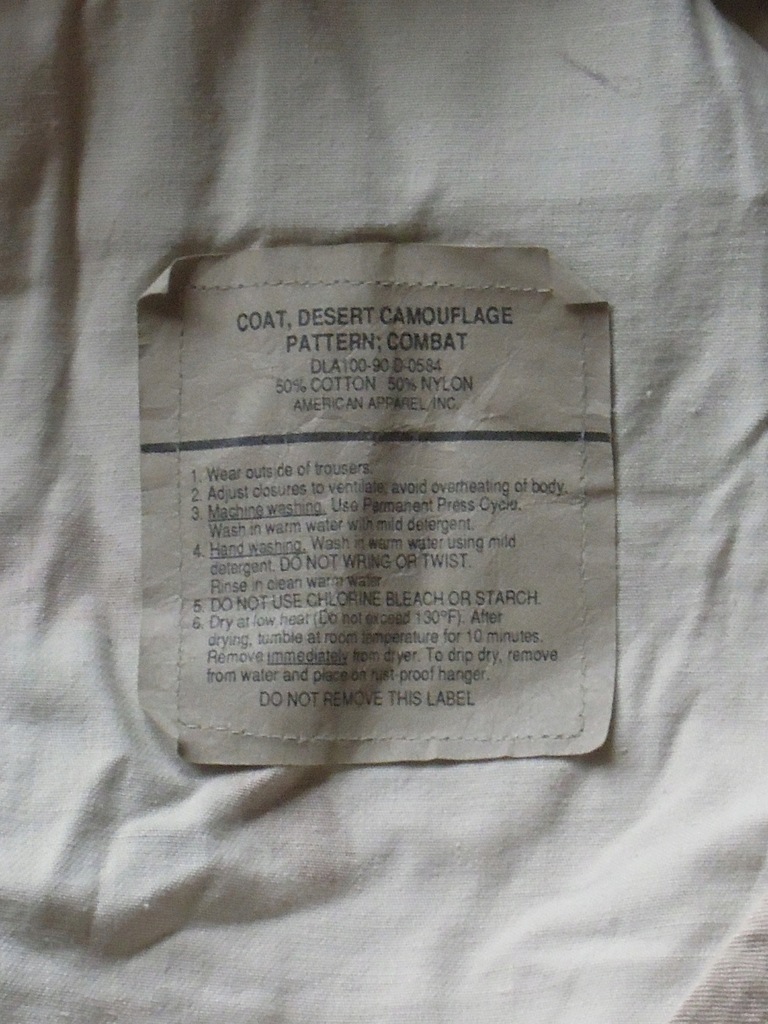 COAT, DESERT CAMOUFLAGE
PATTERN; COMBAT
DLA100-90-D-0584
50% COTTON 50% NYLON
AMERICAN APPAREL, INC.
1. Wear outside of trousers.
2. Adjust closures to ventilate, avoid overheating of body.
3. Machine washing. Use Permanent Press Cycle.
Wash in warm water with mild detergent.
4. Hand washing. Wash in warm water using mild
detergent. DO NOT WRING OR TWIST.
Rinse in clean warm water
5. DO NOT USE CHLORINE BLEACH OR STARCH.
6. Dry at low heat (Do not exceed 130°F). After
drying, tumble at room temperature for 10 minutes.
Remove immediately from dryer. To drip dry, remove
from water and place on rust-proof hanger.
DO NOT REMOVE THIS LABEL